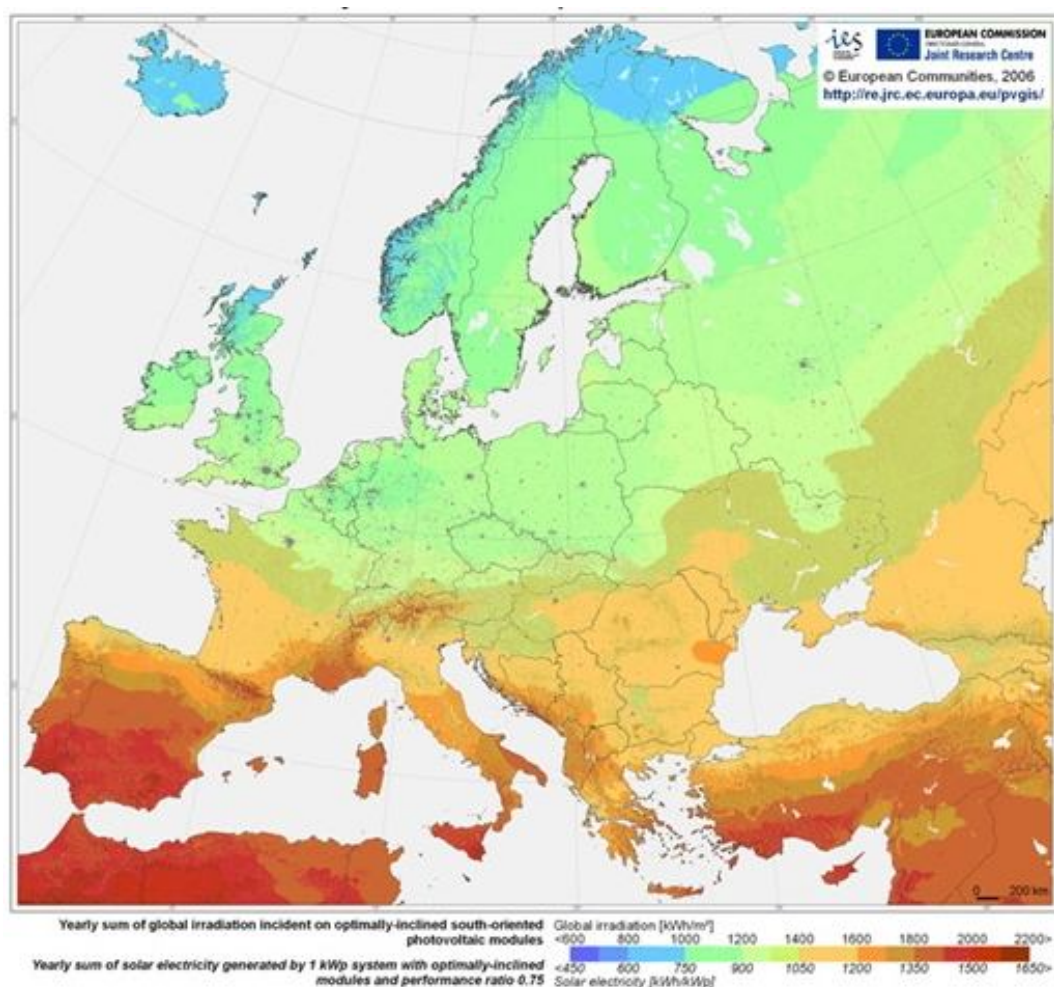 ies
EUROPEAN COMMISSION
DIRECTORATE-GENERAL
Joint Research Centre
© European Communities, 2006
http://re.jrc.ec.europa.eu/pvgis/
0 200 km
Yearly sum of global irradiation incident on optimally-inclined south-oriented
photovoltaic modules
Yearly sum of solar electricity generated by 1 kWp system with optimally-inclined
modules and performance ratio 0.75
Global irradiation [kWh/m²]
<600 800 1000 1200 1400 1600 1800 2000 2200>
<450 600 750 900 1050 1200 1350 1500 1650>
Solar electricity [kWh/kWp]